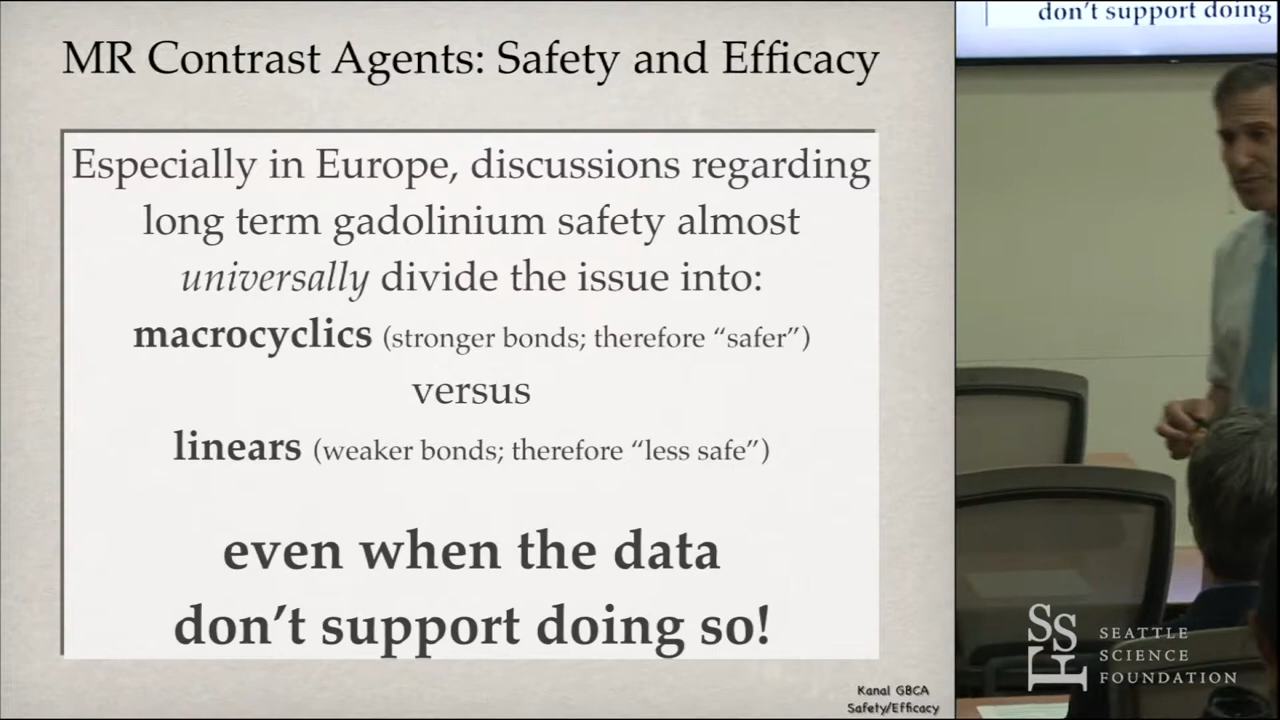 MR Contrast Agents: Safety and Efficacy
Especially in Europe, discussions regarding
long term gadolinium safety almost
universally divide the issue into:
macrocyclics (stronger bonds; therefore “safer”)
versus
linears (weaker bonds; therefore “less safe”)
even when the data
don’t support doing so!
Kanal GBCA
Safety/Efficacy
don’t support doing
SSF
SEATTLE
SCIENCE
FOUNDATION